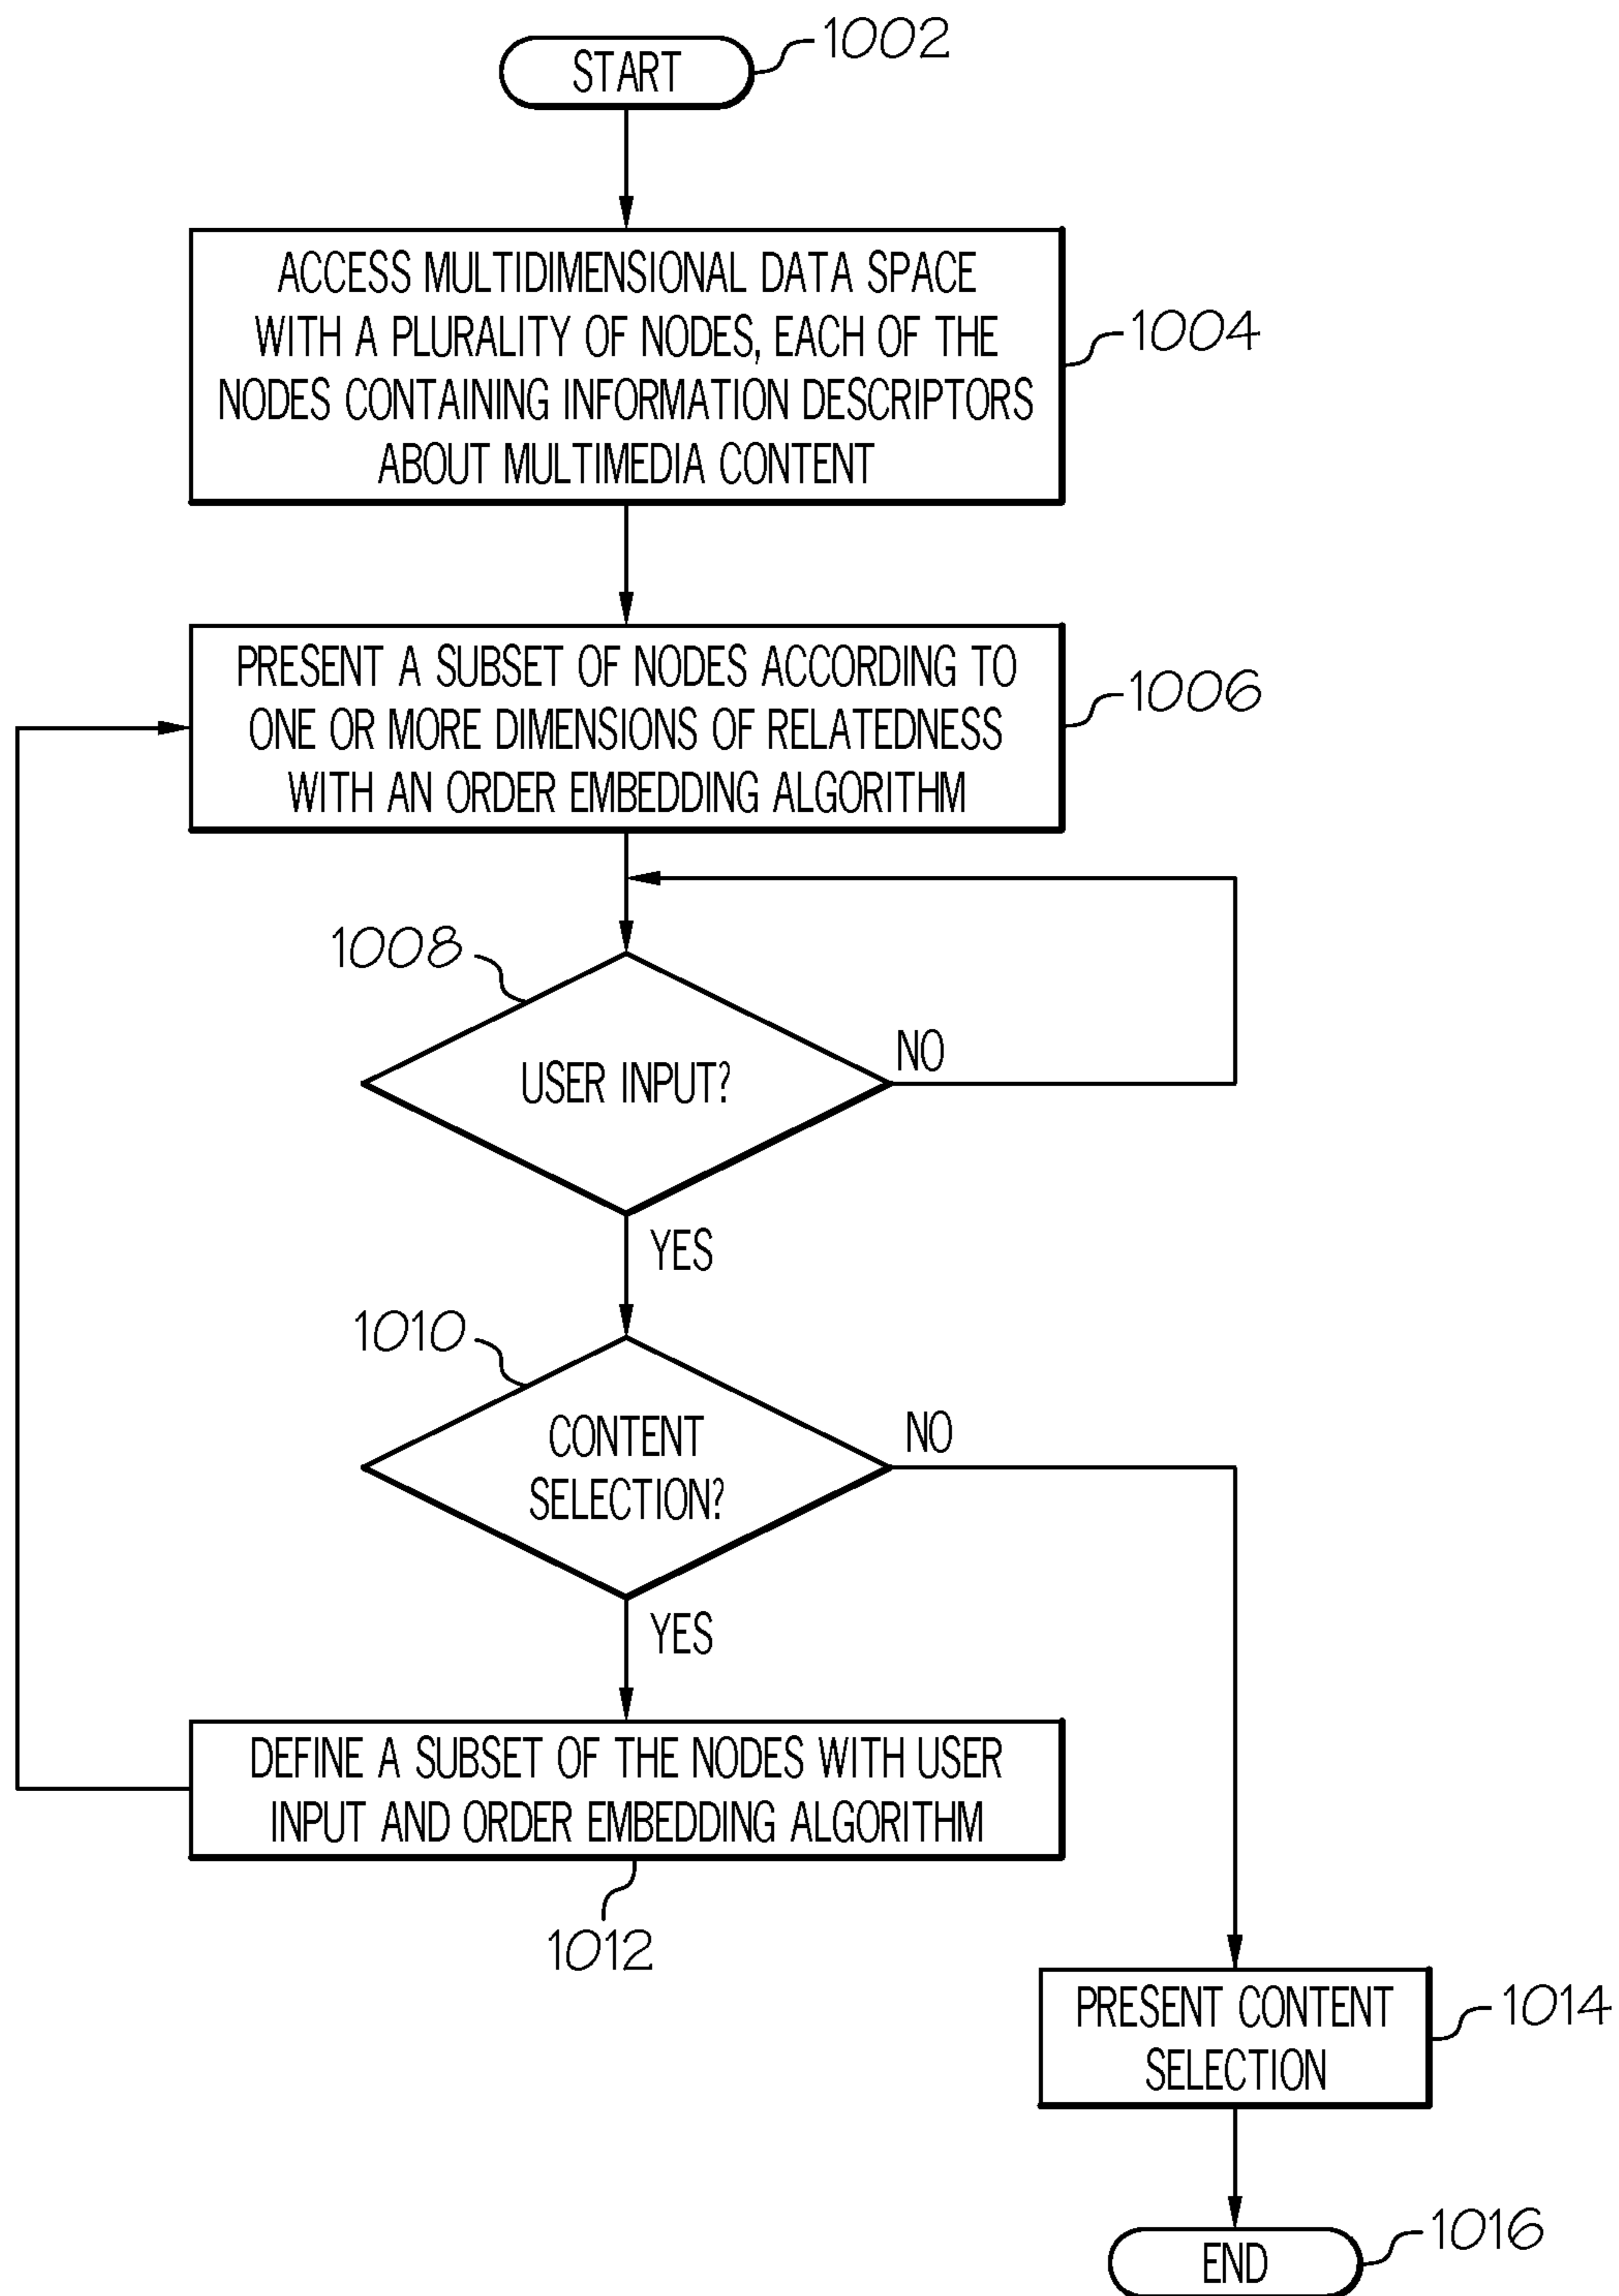 START
1002
ACCESS MULTIDIMENSIONAL DATA SPACE
WITH A PLURALITY OF NODES, EACH OF THE
NODES CONTAINING INFORMATION DESCRIPTORS
ABOUT MULTIMEDIA CONTENT
1004
PRESENT A SUBSET OF NODES ACCORDING TO
ONE OR MORE DIMENSIONS OF RELATEDNESS
WITH AN ORDER EMBEDDING ALGORITHM
1006
1008
USER INPUT?
NO
YES
1010
CONTENT
SELECTION?
NO
YES
DEFINE A SUBSET OF THE NODES WITH USER
INPUT AND ORDER EMBEDDING ALGORITHM
1012
PRESENT CONTENT
SELECTION
1014
END
1016